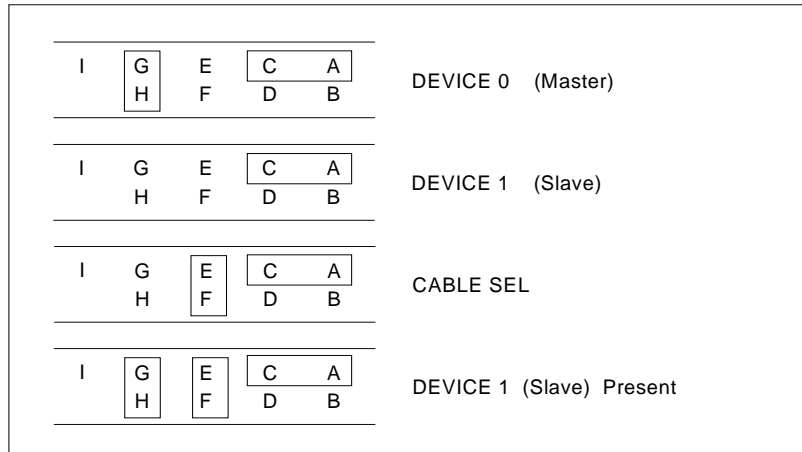 I G E C A
H F D B
DEVICE 0 (Master)
I G E C A
H F D B
DEVICE 1 (Slave)
I G E C A
H F D B
CABLE SEL
I G E C A
H F D B
DEVICE 1 (Slave) Present